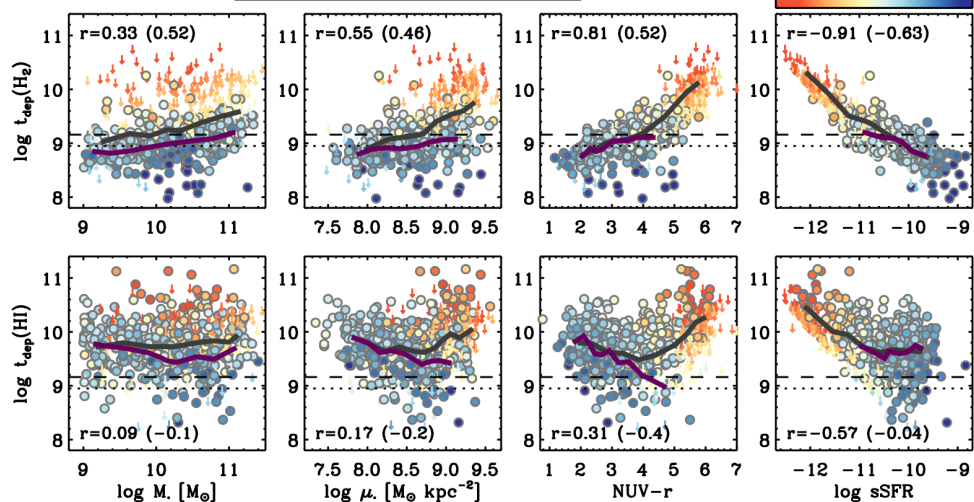 r=0.33 (0.52)
r=0.55 (0.46)
r=0.81 (0.52)
r=-0.91 (-0.63)
log t_dep(H₂)
11
10
9
8
9 10 11
7.5 8.0 8.5 9.0 9.5
1 2 3 4 5 6 7
-12 -11 -10 -9
log t_dep(HI)
11
10
9
8
r=0.09 (-0.1)
r=0.17 (-0.2)
r=0.31 (-0.4)
r=-0.57 (-0.04)
9 10 11
7.5 8.0 8.5 9.0 9.5
1 2 3 4 5 6 7
-12 -11 -10 -9
log M* [M⊙]
log μ* [M⊙ kpc⁻²]
NUV-r
log sSFR